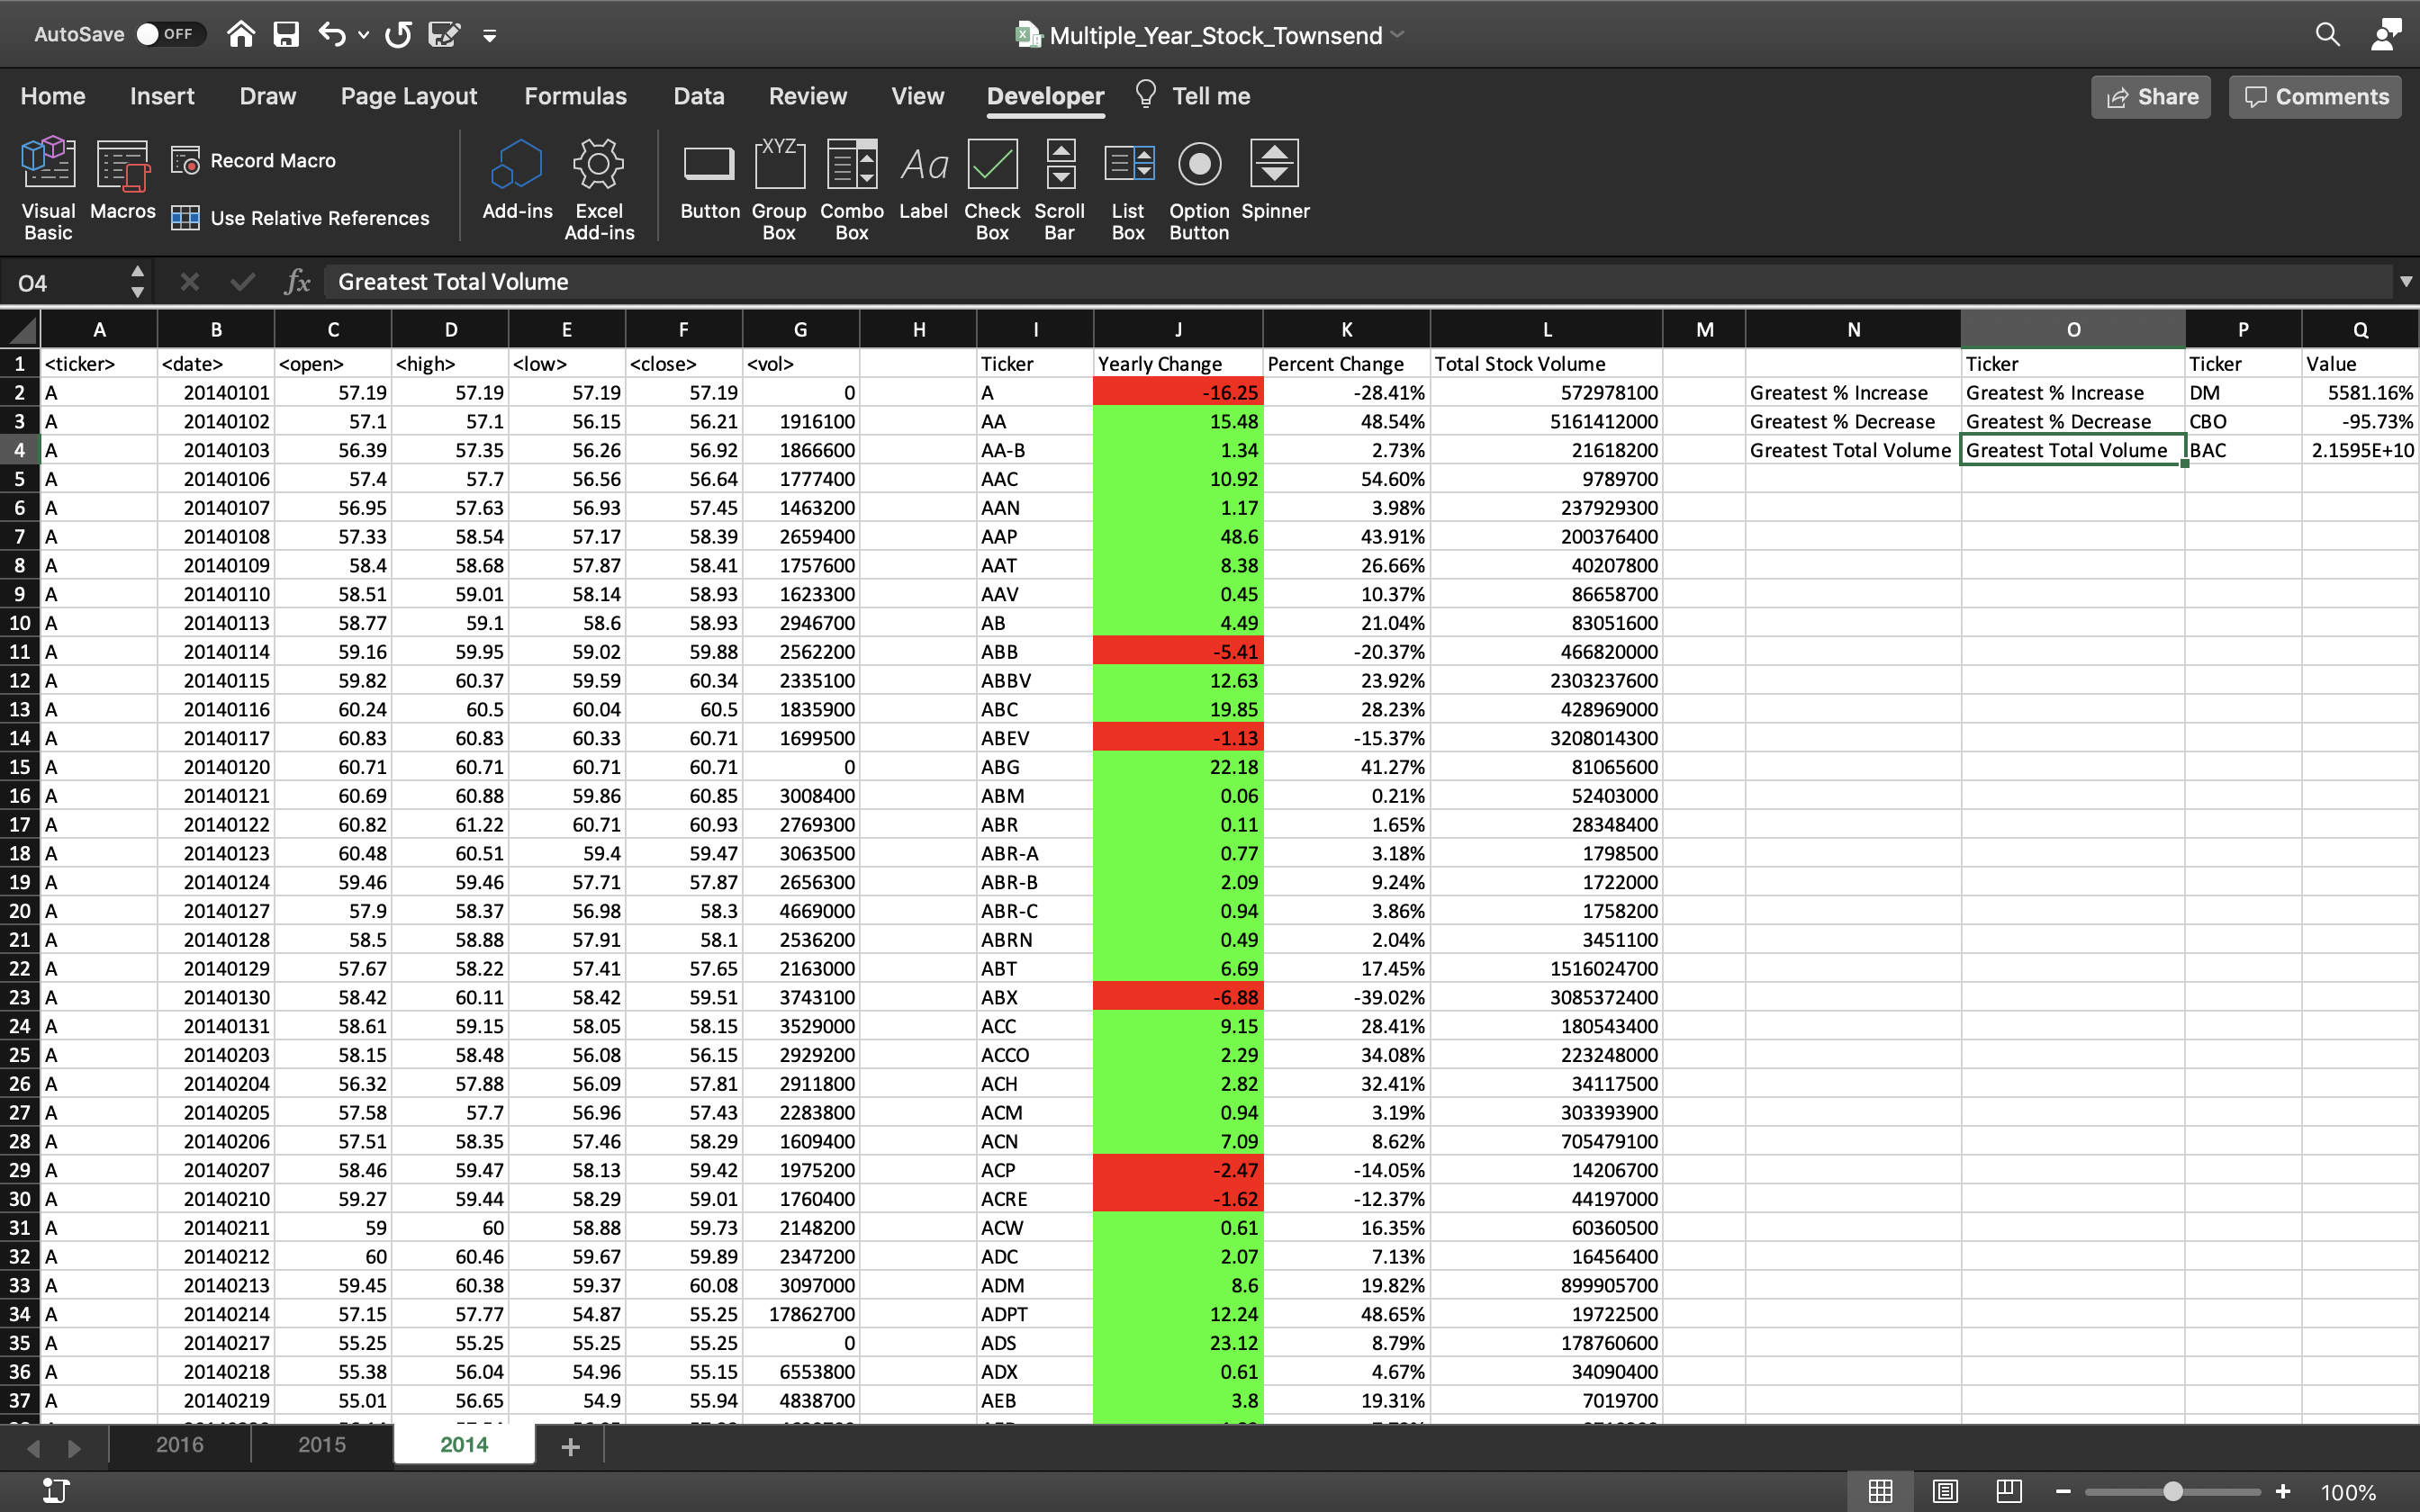 AutoSave OFF Multiple_Year_Stock_Townsend
Home Insert Draw Page Layout Formulas Data Review View Developer Tell me Share Comments
Visual Basic Macros Record Macro Use Relative References Add-ins Excel Add-ins Button XYZ Group Box Combo Box Aa Label Check Box Scroll Bar List Box Option Button Spinner
O4 fx Greatest Total Volume
A B C D E F G H I J K L M N O P Q
1 <ticker> <date> <open> <high> <low> <close> <vol> Ticker Yearly Change Percent Change Total Stock Volume Ticker Ticker Value
2 A 20140101 57.19 57.19 57.19 57.19 0 A -16.25 -28.41% 572978100 Greatest % Increase Greatest % Increase DM 5581.16%
3 A 20140102 57.1 57.1 56.15 56.21 1916100 AA 15.48 48.54% 5161412000 Greatest % Decrease Greatest % Decrease CBO -95.73%
4 A 20140103 56.39 57.35 56.26 56.92 1866600 AA-B 1.34 2.73% 21618200 Greatest Total Volume Greatest Total Volume BAC 2.1595E+10
5 A 20140106 57.4 57.7 56.56 56.64 1777400 AAC 10.92 54.60% 9789700
6 A 20140107 56.95 57.63 56.93 57.45 1463200 AAN 1.17 3.98% 237929300
7 A 20140108 57.33 58.54 57.17 58.39 2659400 AAP 48.6 43.91% 200376400
8 A 20140109 58.4 58.68 57.87 58.41 1757600 AAT 8.38 26.66% 40207800
9 A 20140110 58.51 59.01 58.14 58.93 1623300 AAV 0.45 10.37% 86658700
10 A 20140113 58.77 59.1 58.6 58.93 2946700 AB 4.49 21.04% 83051600
11 A 20140114 59.16 59.95 59.02 59.88 2562200 ABB -5.41 -20.37% 466820000
12 A 20140115 59.82 60.37 59.59 60.34 2335100 ABBV 12.63 23.92% 2303237600
13 A 20140116 60.24 60.5 60.04 60.5 1835900 ABC 19.85 28.23% 428969000
14 A 20140117 60.83 60.83 60.33 60.71 1699500 ABEV -1.13 -15.37% 3208014300
15 A 20140120 60.71 60.71 60.71 60.71 0 ABG 22.18 41.27% 81065600
16 A 20140121 60.69 60.88 59.86 60.85 3008400 ABM 0.06 0.21% 52403000
17 A 20140122 60.82 61.22 60.71 60.93 2769300 ABR 0.11 1.65% 28348400
18 A 20140123 60.48 60.51 59.4 59.47 3063500 ABR-A 0.77 3.18% 1798500
19 A 20140124 59.46 59.46 57.71 57.87 2656300 ABR-B 2.09 9.24% 1722000
20 A 20140127 57.9 58.37 56.98 58.3 4669000 ABR-C 0.94 3.86% 1758200
21 A 20140128 58.5 58.88 57.91 58.1 2536200 ABRN 0.49 2.04% 3451100
22 A 20140129 57.67 58.22 57.41 57.65 2163000 ABT 6.69 17.45% 1516024700
23 A 20140130 58.42 60.11 58.42 59.51 3743100 ABX -6.88 -39.02% 3085372400
24 A 20140131 58.61 59.15 58.05 58.15 3529000 ACC 9.15 28.41% 180543400
25 A 20140203 58.15 58.48 56.08 56.15 2929200 ACCO 2.29 34.08% 223248000
26 A 20140204 56.32 57.88 56.09 57.81 2911800 ACH 2.82 32.41% 34117500
27 A 20140205 57.58 57.7 56.96 57.43 2283800 ACM 0.94 3.19% 303393900
28 A 20140206 57.51 58.35 57.46 58.29 1609400 ACN 7.09 8.62% 705479100
29 A 20140207 58.46 59.47 58.13 59.42 1975200 ACP -2.47 -14.05% 14206700
30 A 20140210 59.27 59.44 58.29 59.01 1760400 ACRE -1.62 -12.37% 44197000
31 A 20140211 59 60 58.88 59.73 2148200 ACW 0.61 16.35% 60360500
32 A 20140212 60 60.46 59.67 59.89 2347200 ADC 2.07 7.13% 16456400
33 A 20140213 59.45 60.38 59.37 60.08 3097000 ADM 8.6 19.82% 899905700
34 A 20140214 57.15 57.77 54.87 55.25 17862700 ADPT 12.24 48.65% 19722500
35 A 20140217 55.25 55.25 55.25 55.25 0 ADS 23.12 8.79% 178760600
36 A 20140218 55.38 56.04 54.96 55.15 6553800 ADX 0.61 4.67% 34090400
37 A 20140219 55.01 56.65 54.9 55.94 4838700 AEB 3.8 19.31% 7019700
2016 2015 2014 +
100%